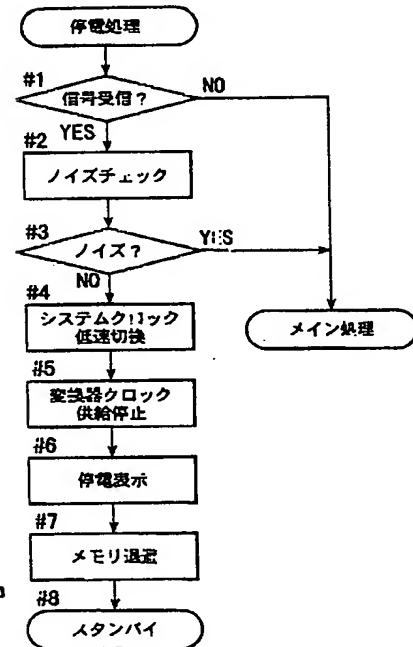 停電処理
#1
信号受信？
NO
YES
#2
ノイズチェック
#3
ノイズ？
YES
NO
#4
システムクロック
低速切換
メイン処理
#5
変換器クロック
供給停止
#6
停電表示
#7
メモリ退避
#8
スタンバイ